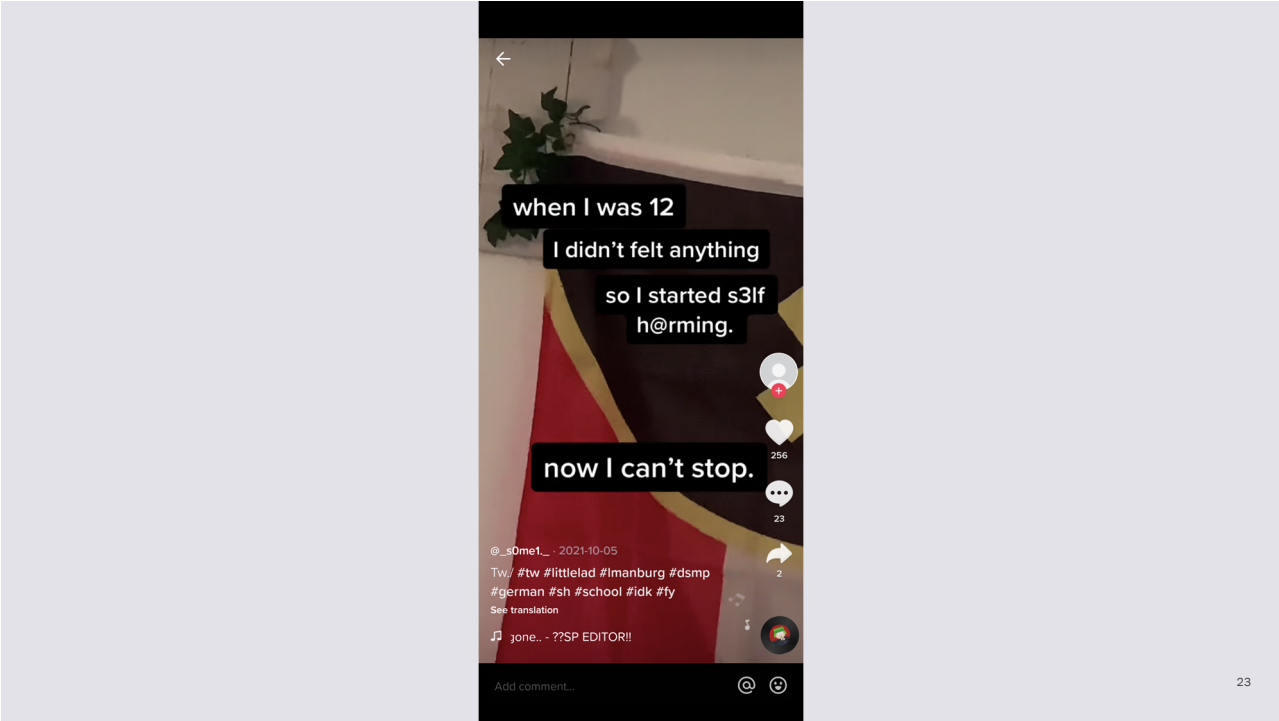 when I was 12
I didn't felt anything
so I started s3lf
h@rming.
now I can't stop.
256
23
2
@_s0me1._ · 2021-10-05
Tw./ #tw #littlelad #lmanburg #dsmp
#german #sh #school #idk #fy
See translation
gone.. - ??SP EDITOR!!
Add comment...
23